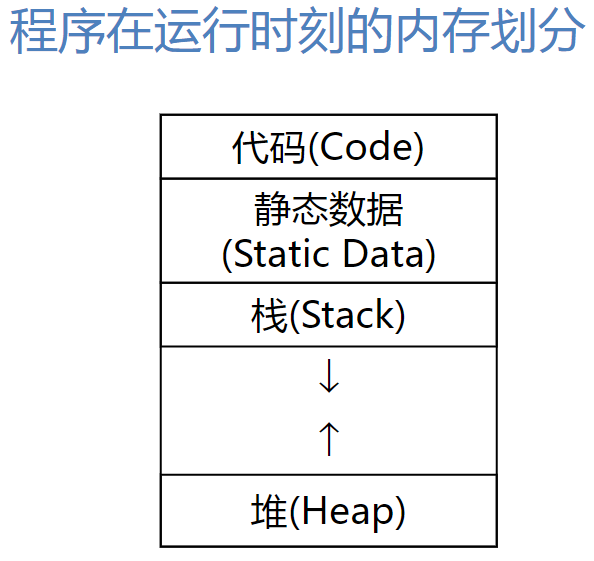 程序在运行时刻的内存划分
代码(Code)
静态数据
(Static Data)
栈(Stack)
↓
↑
堆(Heap)